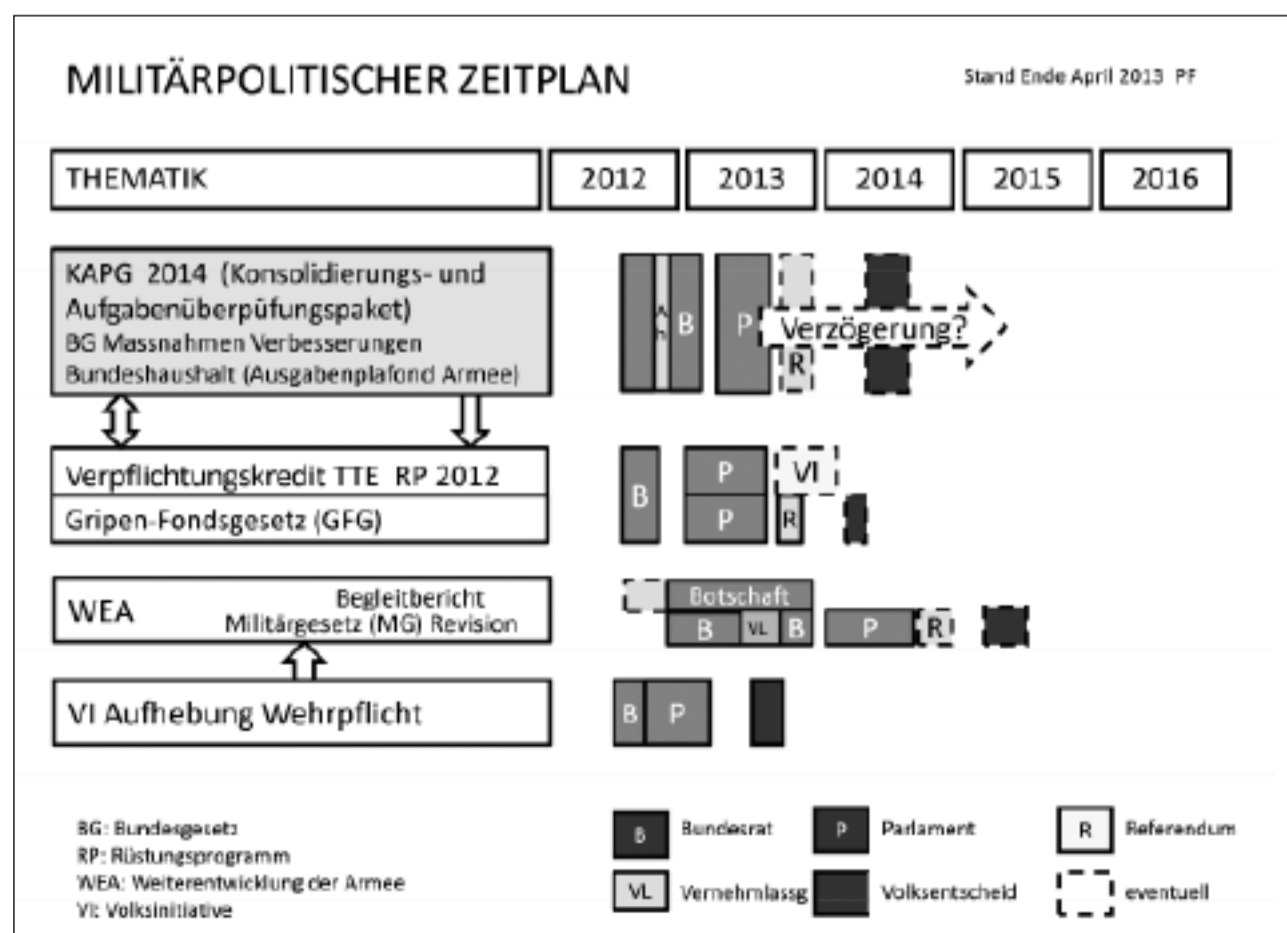 MILITÄRPOLITISCHER ZEITPLAN
Stand Ende April 2013 PF
THEMATIK 2012 2013 2014 2015 2016
KAPG 2014 (Konsolidierungs- und
Aufgabenüberpüfungspaket)
BG Massnahmen Verbesserungen
Bundeshaushalt (Ausgabenplafond Armee)
B P Verzögerung?
R
Verpflichtungskredit TTE RP 2012
Gripen-Fondsgesetz (GFG)
B P VI
P R
WEA Begleitbericht
Militärgesetz (MG) Revision
Botschaft
B VL B P R
VI Aufhebung Wehrpflicht
B P
BG: Bundesgesetz
RP: Rüstungsprogramm
WEA: Weiterentwicklung der Armee
VI: Volksinitiative
B Bundesrat P Parlament R Referendum
VL Vernehmlassg Volksentscheid eventuell